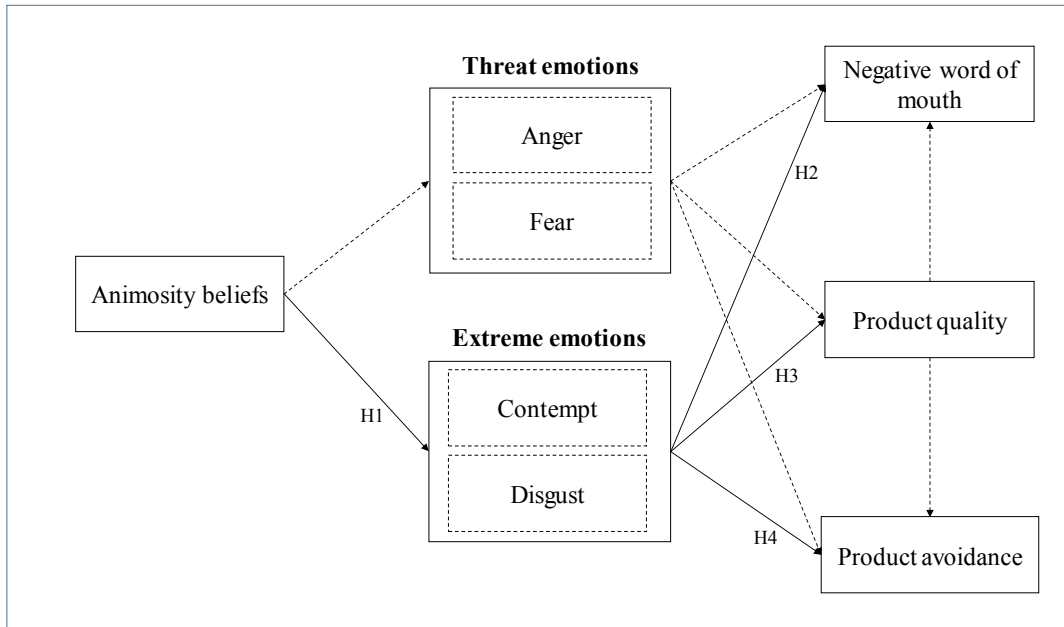 Threat emotions
Anger
Fear
Animosity beliefs
Extreme emotions
Contempt
Disgust
H1
H2
H3
H4
Negative word of
mouth
Product quality
Product avoidance